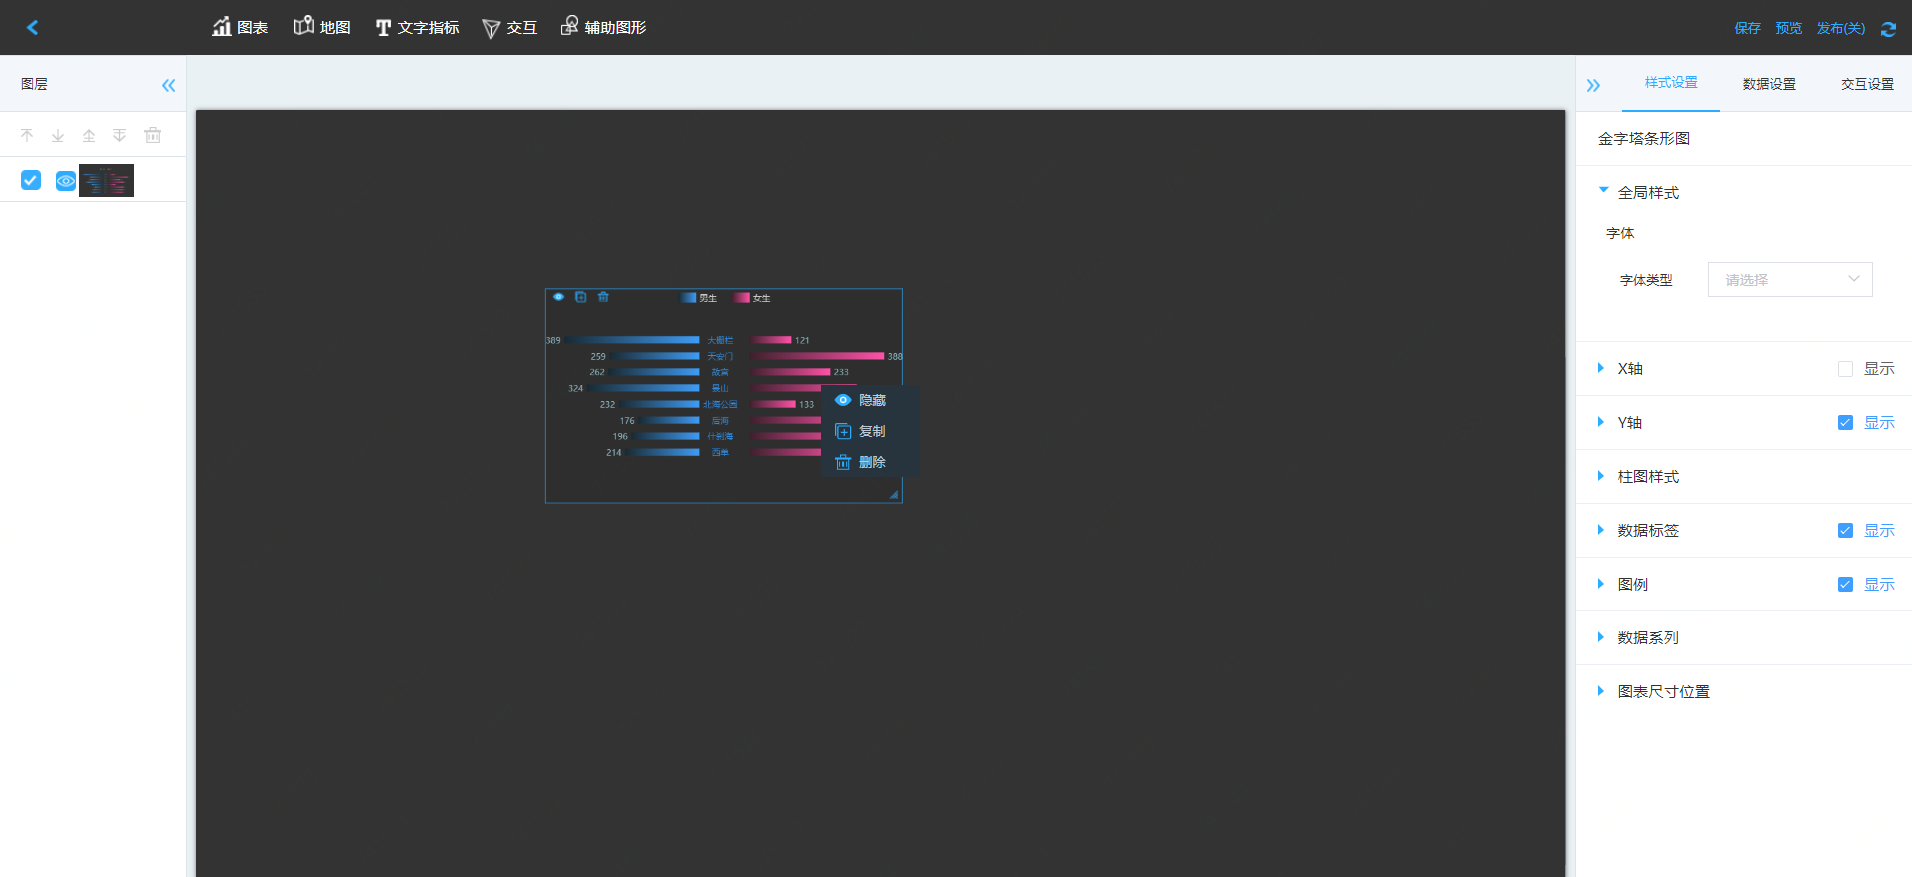 图表 地图 文字指标 交互 辅助图形 保存 预览 发布(关)
图层
样式设置 数据设置 交互设置
金字塔条形图
全局样式
字体
字体类型 请选择
X轴 显示
Y轴 显示
柱图样式
数据标签 显示
图例 显示
数据系列
图表尺寸位置
男生 女生
389 大栅栏 121
259 天安门 388
262 故宫 233
324 景山
232 北海公园 133
176 后海
196 什刹海
214 西单
隐藏
复制
删除